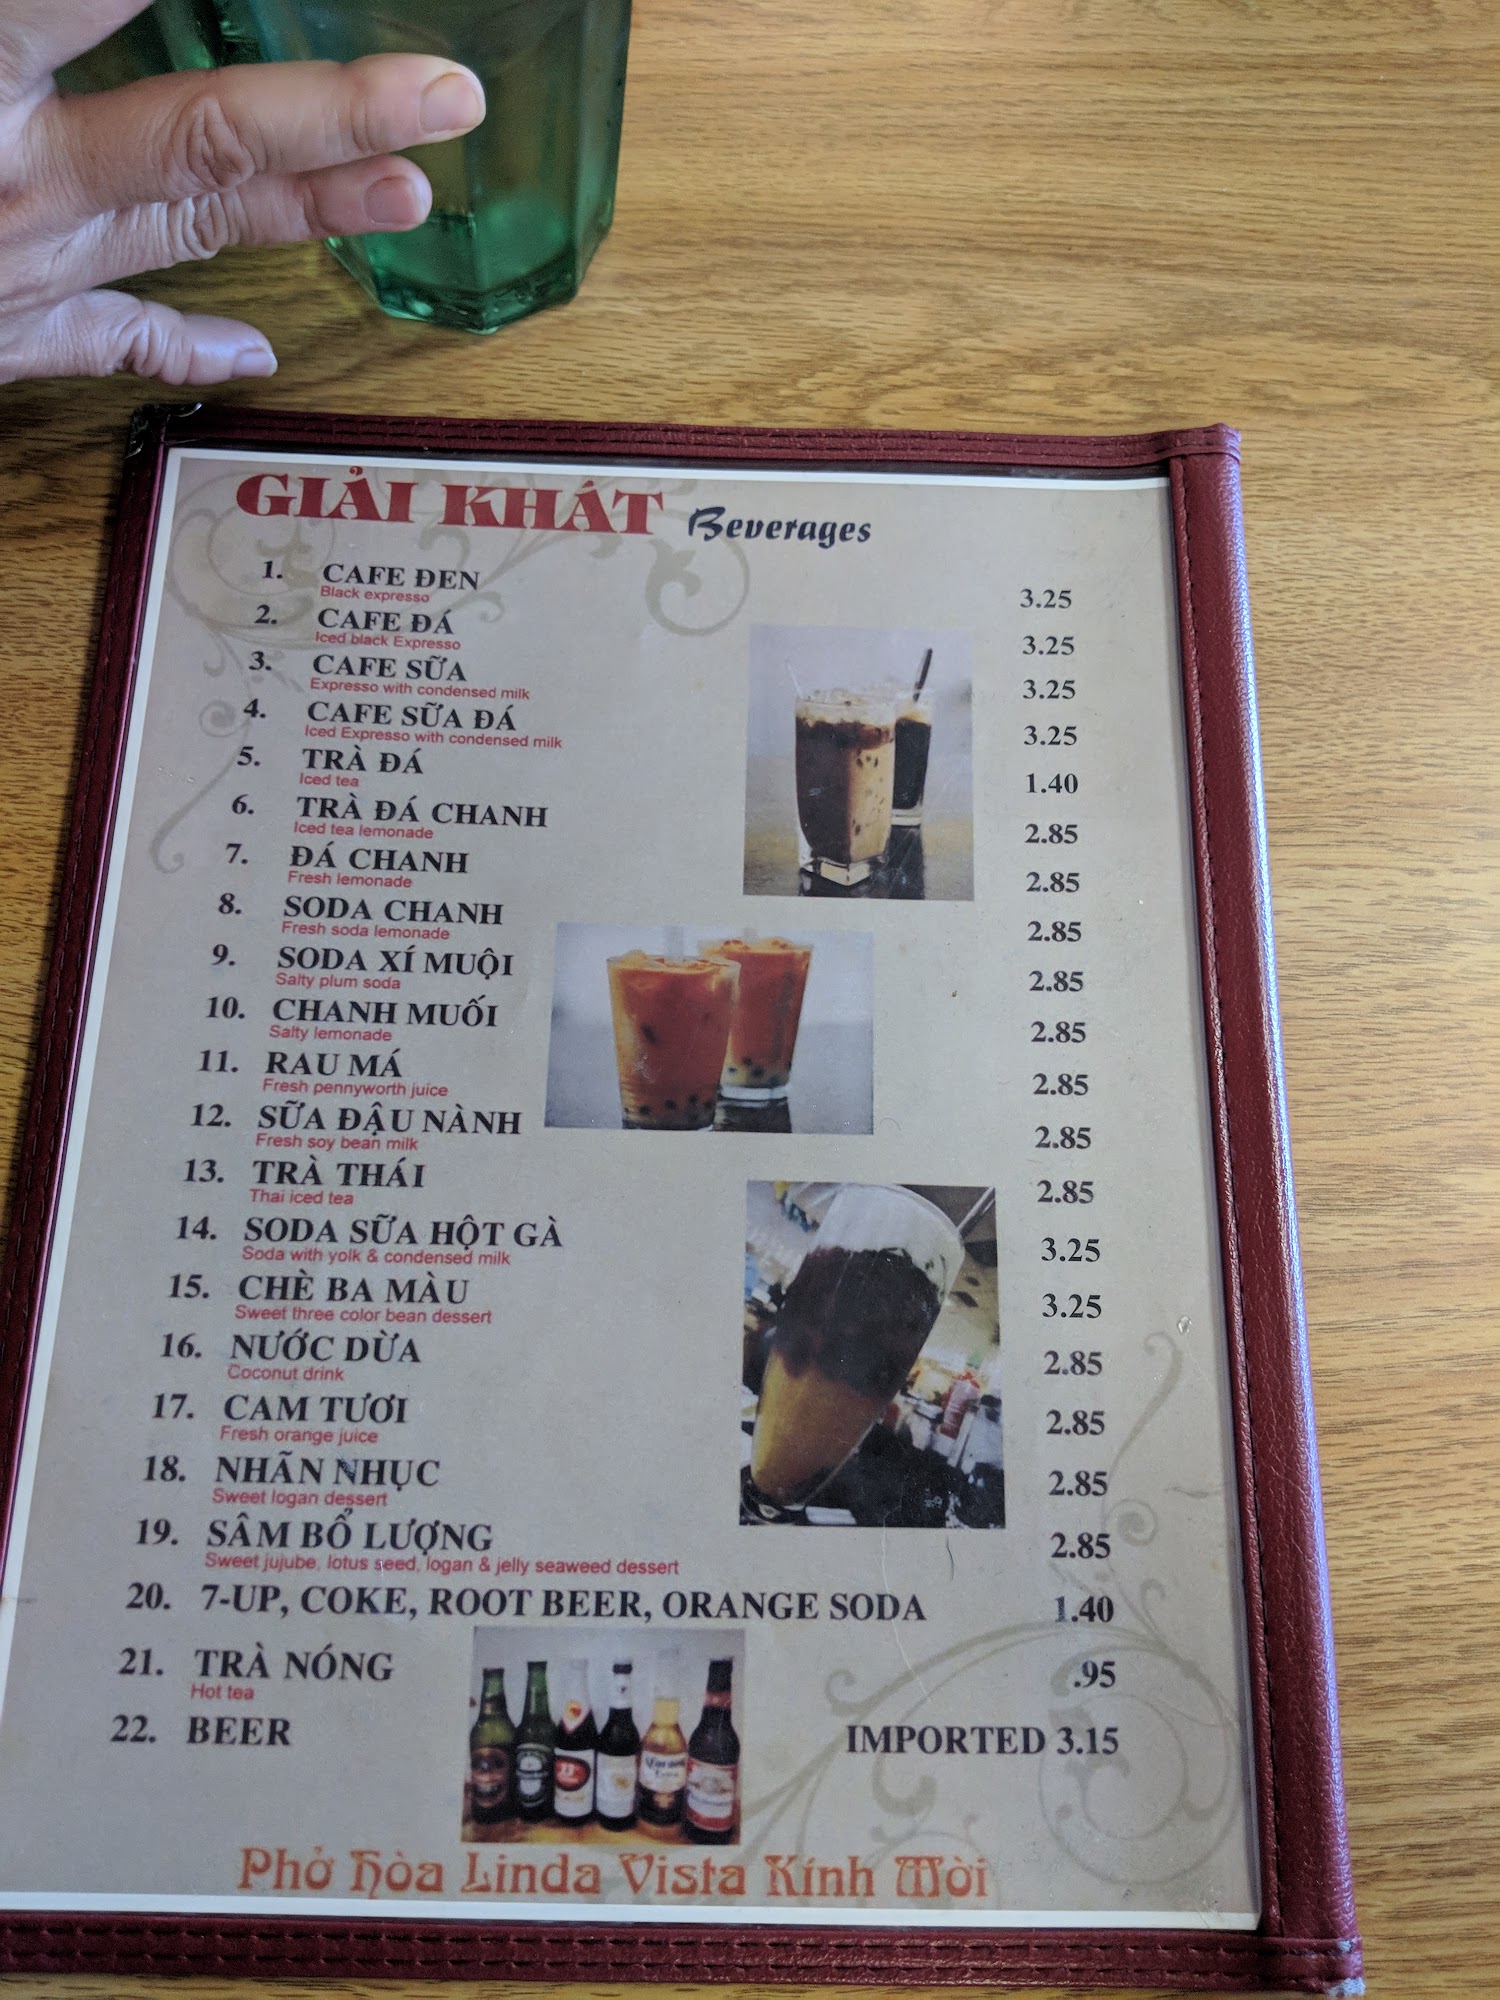 GIẢI KHÁT Beverages
1. CAFE ĐEN 3.25
Black expresso
2. CAFE ĐÁ 3.25
Iced black Expresso
3. CAFE SỮA 3.25
Expresso with condensed milk
4. CAFE SỮA ĐÁ 3.25
Iced Expresso with condensed milk
5. TRÀ ĐÁ 1.40
Iced tea
6. TRÀ ĐÁ CHANH 2.85
Iced tea lemonade
7. ĐÁ CHANH 2.85
Fresh lemonade
8. SODA CHANH 2.85
Fresh soda lemonade
9. SODA XÍ MUỘI 2.85
Salty plum soda
10. CHANH MUỐI 2.85
Salty lemonade
11. RAU MÁ 2.85
Fresh pennyworth juice
12. SỮA ĐẬU NÀNH 2.85
Fresh soy bean milk
13. TRÀ THÁI 2.85
Thai iced tea
14. SODA SỮA HỘT GÀ 3.25
Soda with yolk & condensed milk
15. CHÈ BA MÀU 3.25
Sweet three color bean dessert
16. NƯỚC DỪA 2.85
Coconut drink
17. CAM TƯƠI 2.85
Fresh orange juice
18. NHÃN NHỤC 2.85
Sweet logan dessert
19. SÂM BỔ LƯỢNG 2.85
Sweet jujube, lotus seed, logan & jelly seaweed dessert
20. 7-UP, COKE, ROOT BEER, ORANGE SODA 1.40
21. TRÀ NÓNG .95
Hot tea
22. BEER IMPORTED 3.15
Phở Hòa Linda Vista Kính Mời